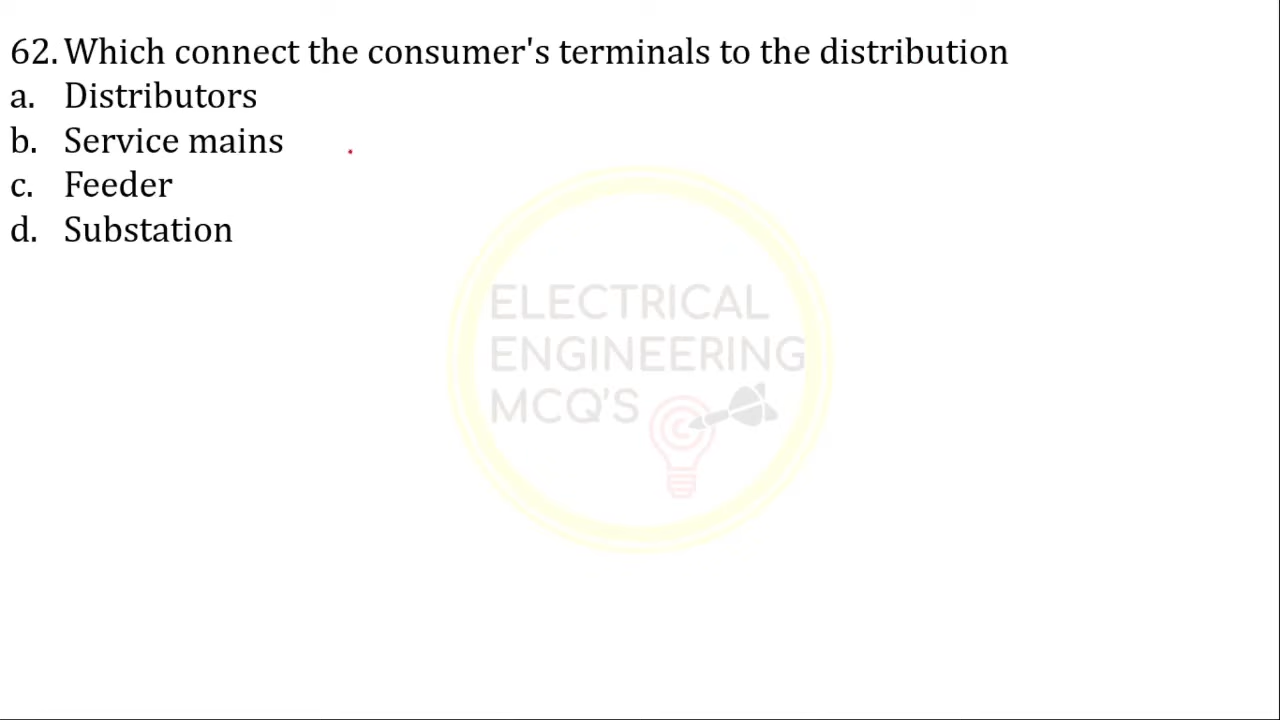 62. Which connect the consumer's terminals to the distribution
a. Distributors
b. Service mains
c. Feeder
d. Substation
ELECTRICAL
ENGINEERING
MCQ'S